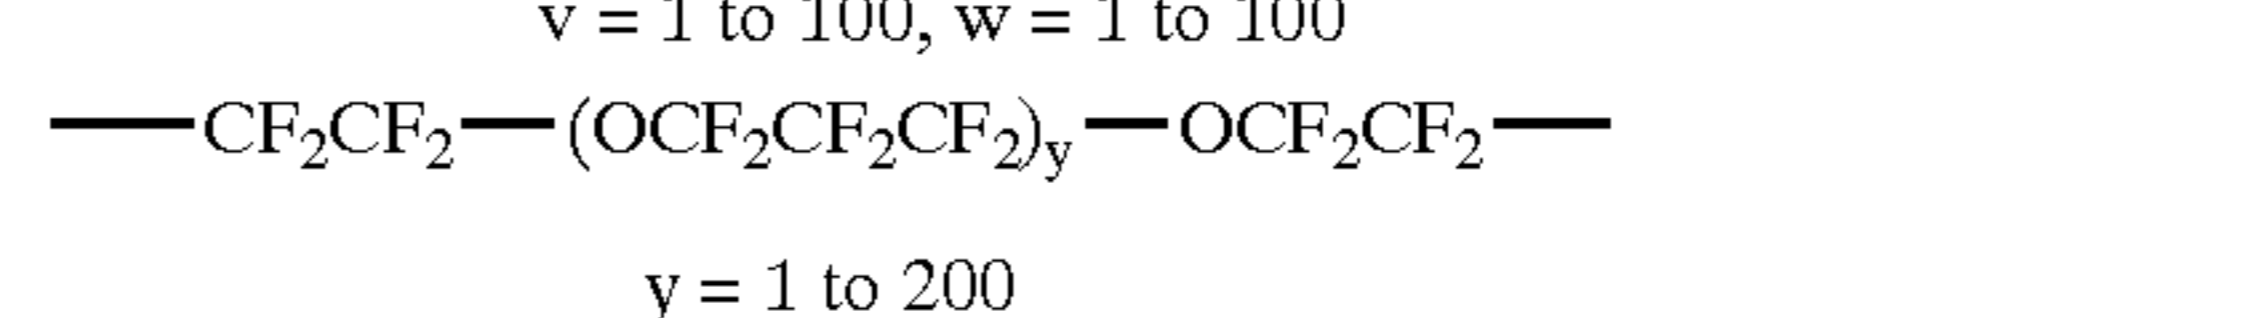 v = 1 to 100, w = 1 to 100
—CF₂CF₂—(OCF₂CF₂CF₂)y—OCF₂CF₂—
y = 1 to 200